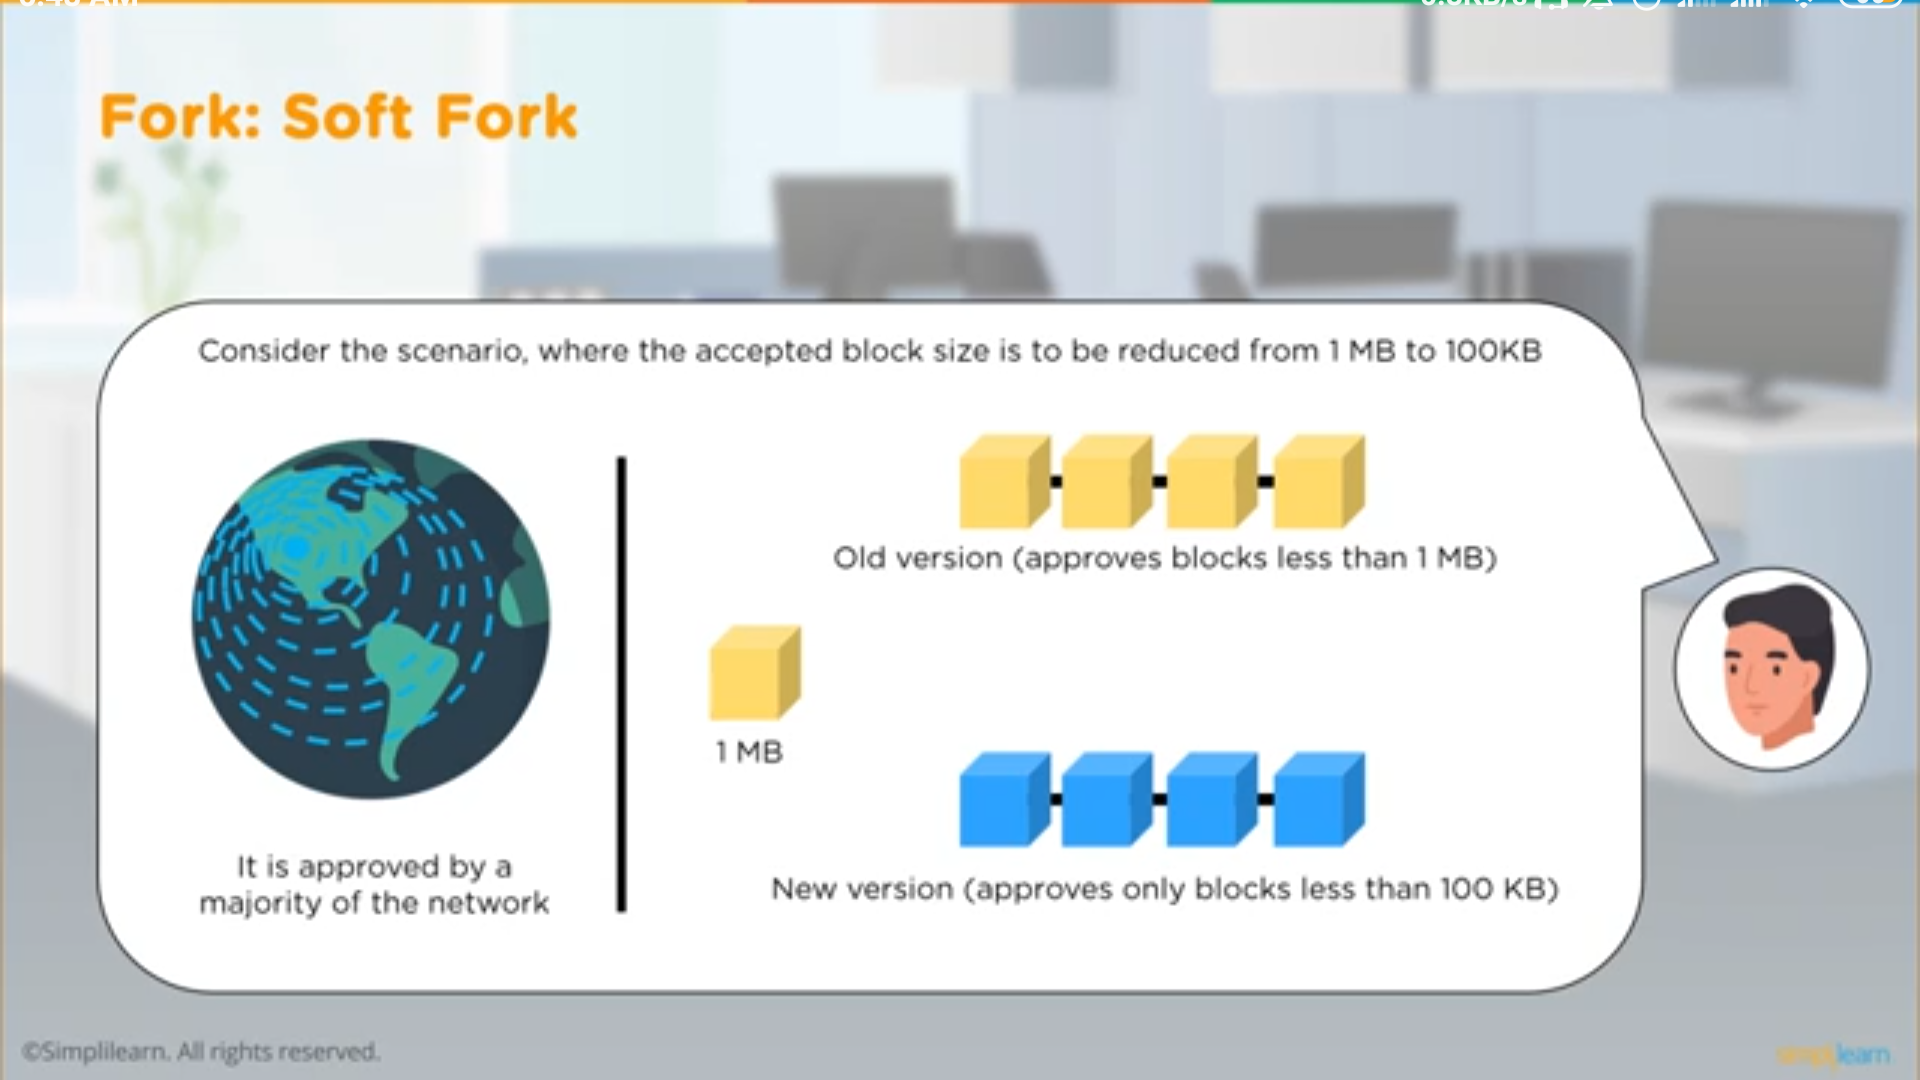 Fork: Soft Fork
Consider the scenario, where the accepted block size is to be reduced from 1 MB to 100KB
Old version (approves blocks less than 1 MB)
1 MB
It is approved by a
majority of the network
New version (approves only blocks less than 100 KB)
©Simplilearn. All rights reserved.
simplilearn